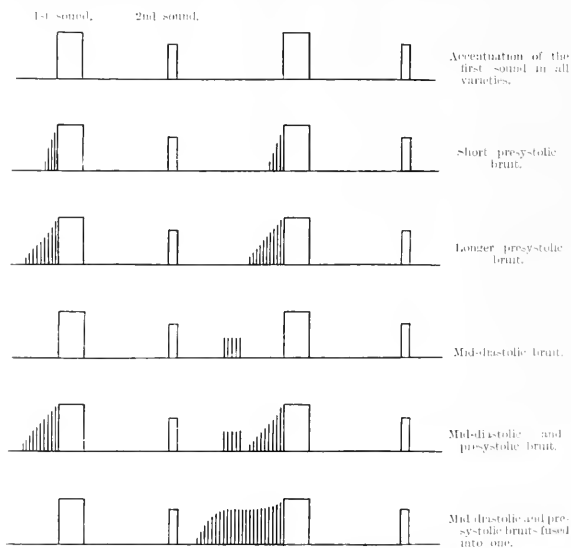 1st sound. 2nd sound.
Accentuation of the
first sound in all
varieties.
Short presystolic
bruit.
Longer presystolic
bruit.
Mid-diastolic bruit.
Mid-diastolic and
presystolic bruit.
Mid diastolic and pre-
systolic bruits fused
into one.